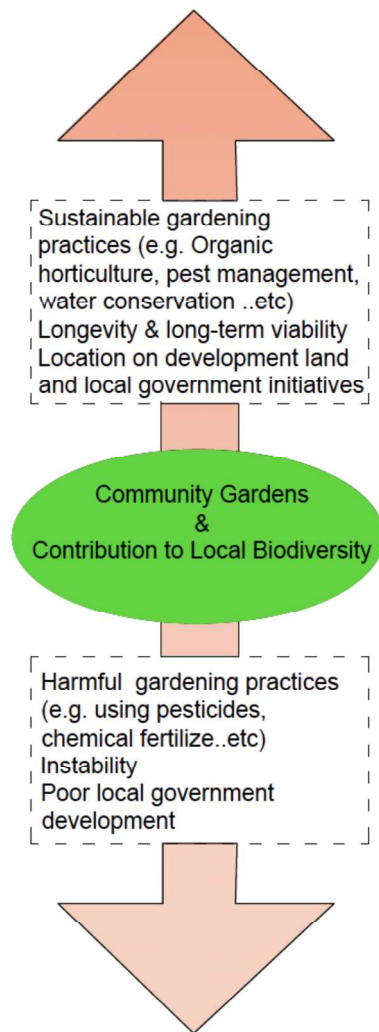 Sustainable gardening
practices (e.g. Organic
horticulture, pest management,
water conservation ..etc)
Longevity & long-term viability
Location on development land
and local government initiatives
Community Gardens
&
Contribution to Local Biodiversity
Harmful gardening practices
(e.g. using pesticides,
chemical fertilize..etc)
Instability
Poor local government
development